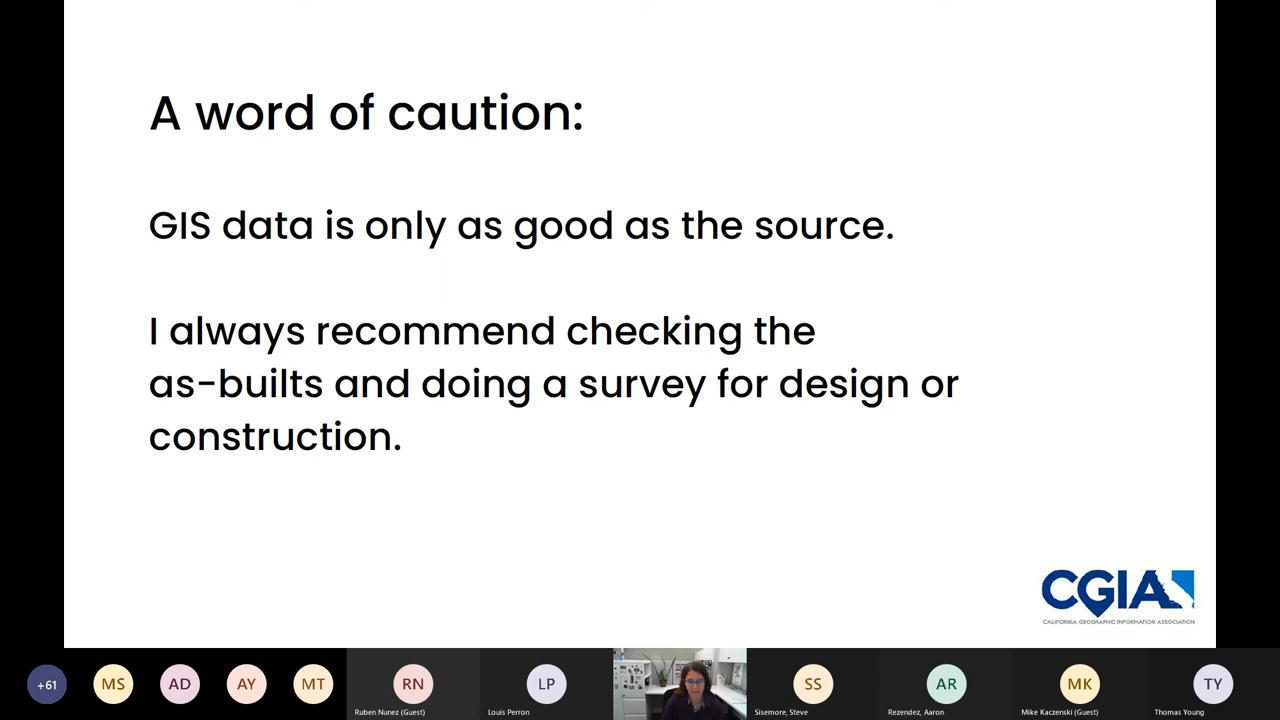 A word of caution:
GIS data is only as good as the source.
I always recommend checking the
as-builts and doing a survey for design or
construction.
CGIA
CALIFORNIA GEOGRAPHIC INFORMATION ASSOCIATION
+61
MS
AD
AY
MT
RN
Ruben Nunez (Guest)
LP
Louis Perron
SS
Sisemore, Steve
AR
Rezendez, Aaron
MK
Mike Kaczenski (Guest)
TY
Thomas Young